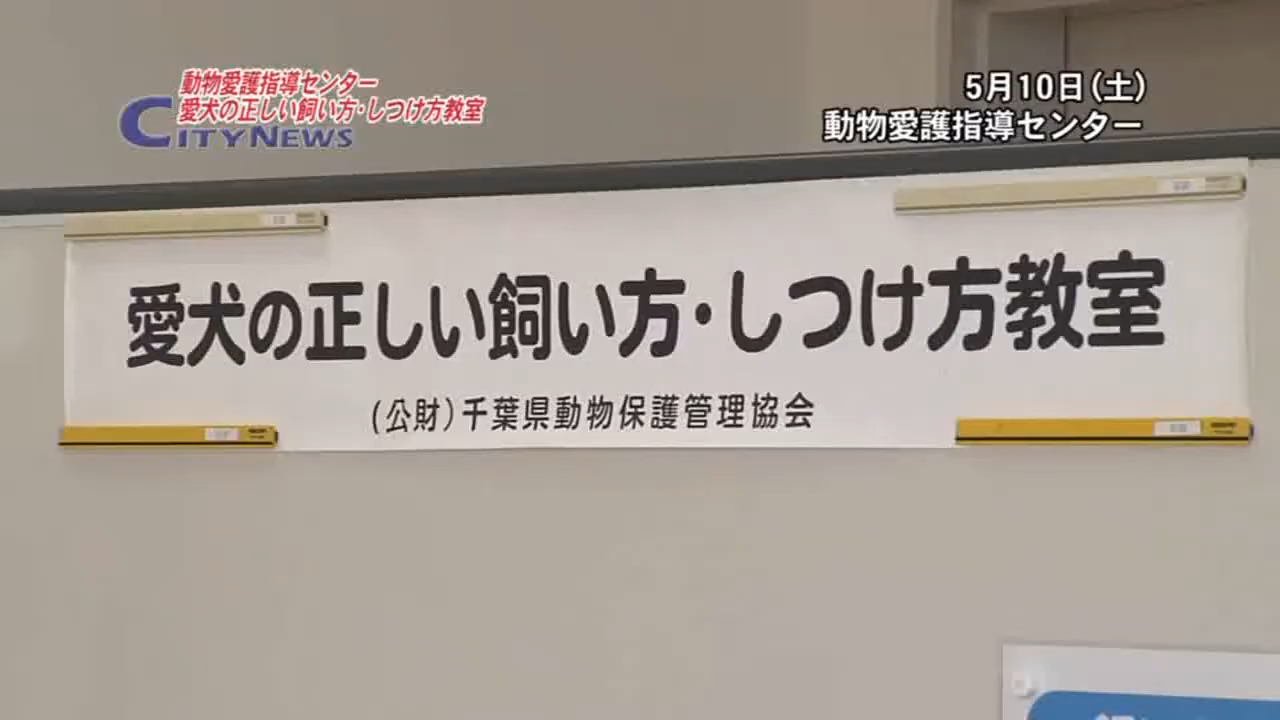 動物愛護指導センター
愛犬の正しい飼い方・しつけ方教室
CITYNEWS
5月10日(土)
動物愛護指導センター
愛犬の正しい飼い方・しつけ方教室
(公財)千葉県動物保護管理協会